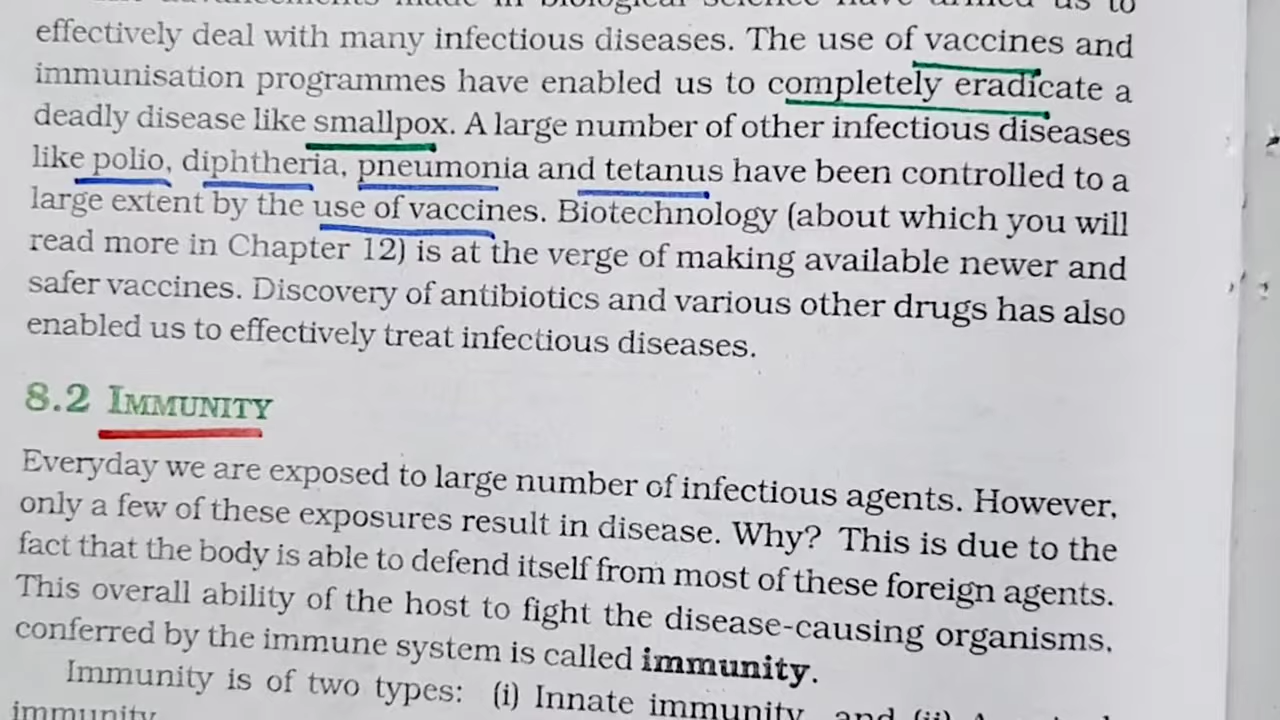 effectively deal with many infectious diseases. The use of vaccines and
immunisation programmes have enabled us to completely eradicate a
deadly disease like smallpox. A large number of other infectious diseases
like polio, diphtheria, pneumonia and tetanus have been controlled to a
large extent by the use of vaccines. Biotechnology (about which you will
read more in Chapter 12) is at the verge of making available newer and
safer vaccines. Discovery of antibiotics and various other drugs has also
enabled us to effectively treat infectious diseases.
8.2 IMMUNITY
Everyday we are exposed to large number of infectious agents. However,
only a few of these exposures result in disease. Why? This is due to the
fact that the body is able to defend itself from most of these foreign agents.
This overall ability of the host to fight the disease-causing organisms,
conferred by the immune system is called immunity.
Immunity is of two types: (i) Innate immunity and (ii)
immunity